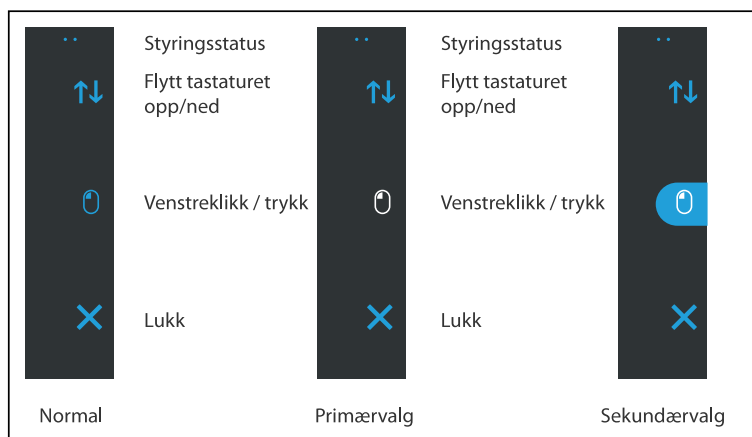 Styringsstatus
Flytt tastaturet
opp/ned
Venstreklikk / trykk
Lukk
Styringsstatus
Flytt tastaturet
opp/ned
Venstreklikk / trykk
Lukk
Normal
Primærvalg
Sekundærvalg